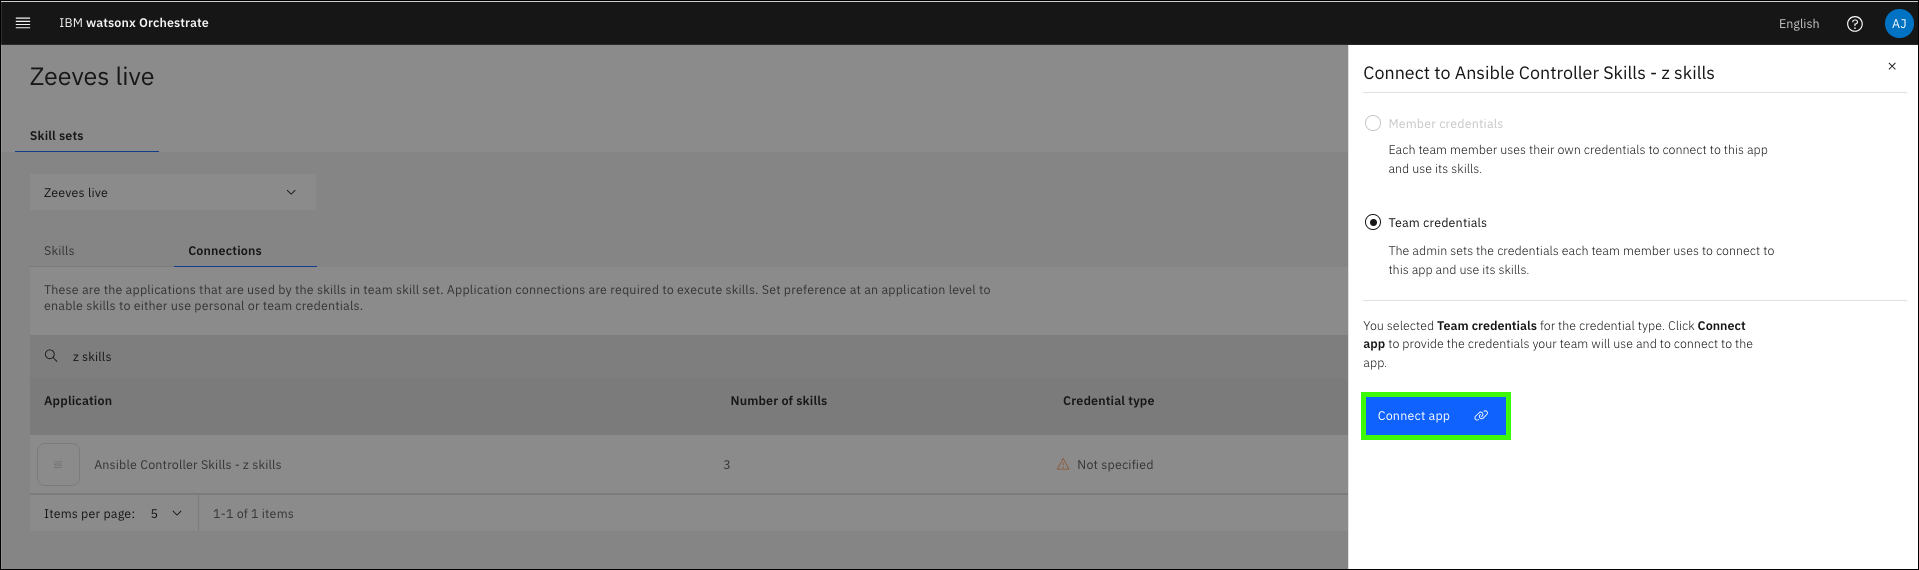 IBM watsonx Orchestrate
English
AJ
Zeeves live
Skill sets
Zeeves live
Skills
Connections
These are the applications that are used by the skills in team skill set. Application connections are required to execute skills. Set preference at an application level to
enable skills to either use personal or team credentials.
z skills
Application
Number of skills
Credential type
Ansible Controller Skills - z skills
3
Not specified
Items per page: 5
1-1 of 1 items
Connect to Ansible Controller Skills - z skills
Member credentials
Each team member uses their own credentials to connect to this app
and use its skills.
Team credentials
The admin sets the credentials each team member uses to connect to
this app and use its skills.
You selected Team credentials for the credential type. Click Connect
app to provide the credentials your team will use and to connect to the
app.
Connect app